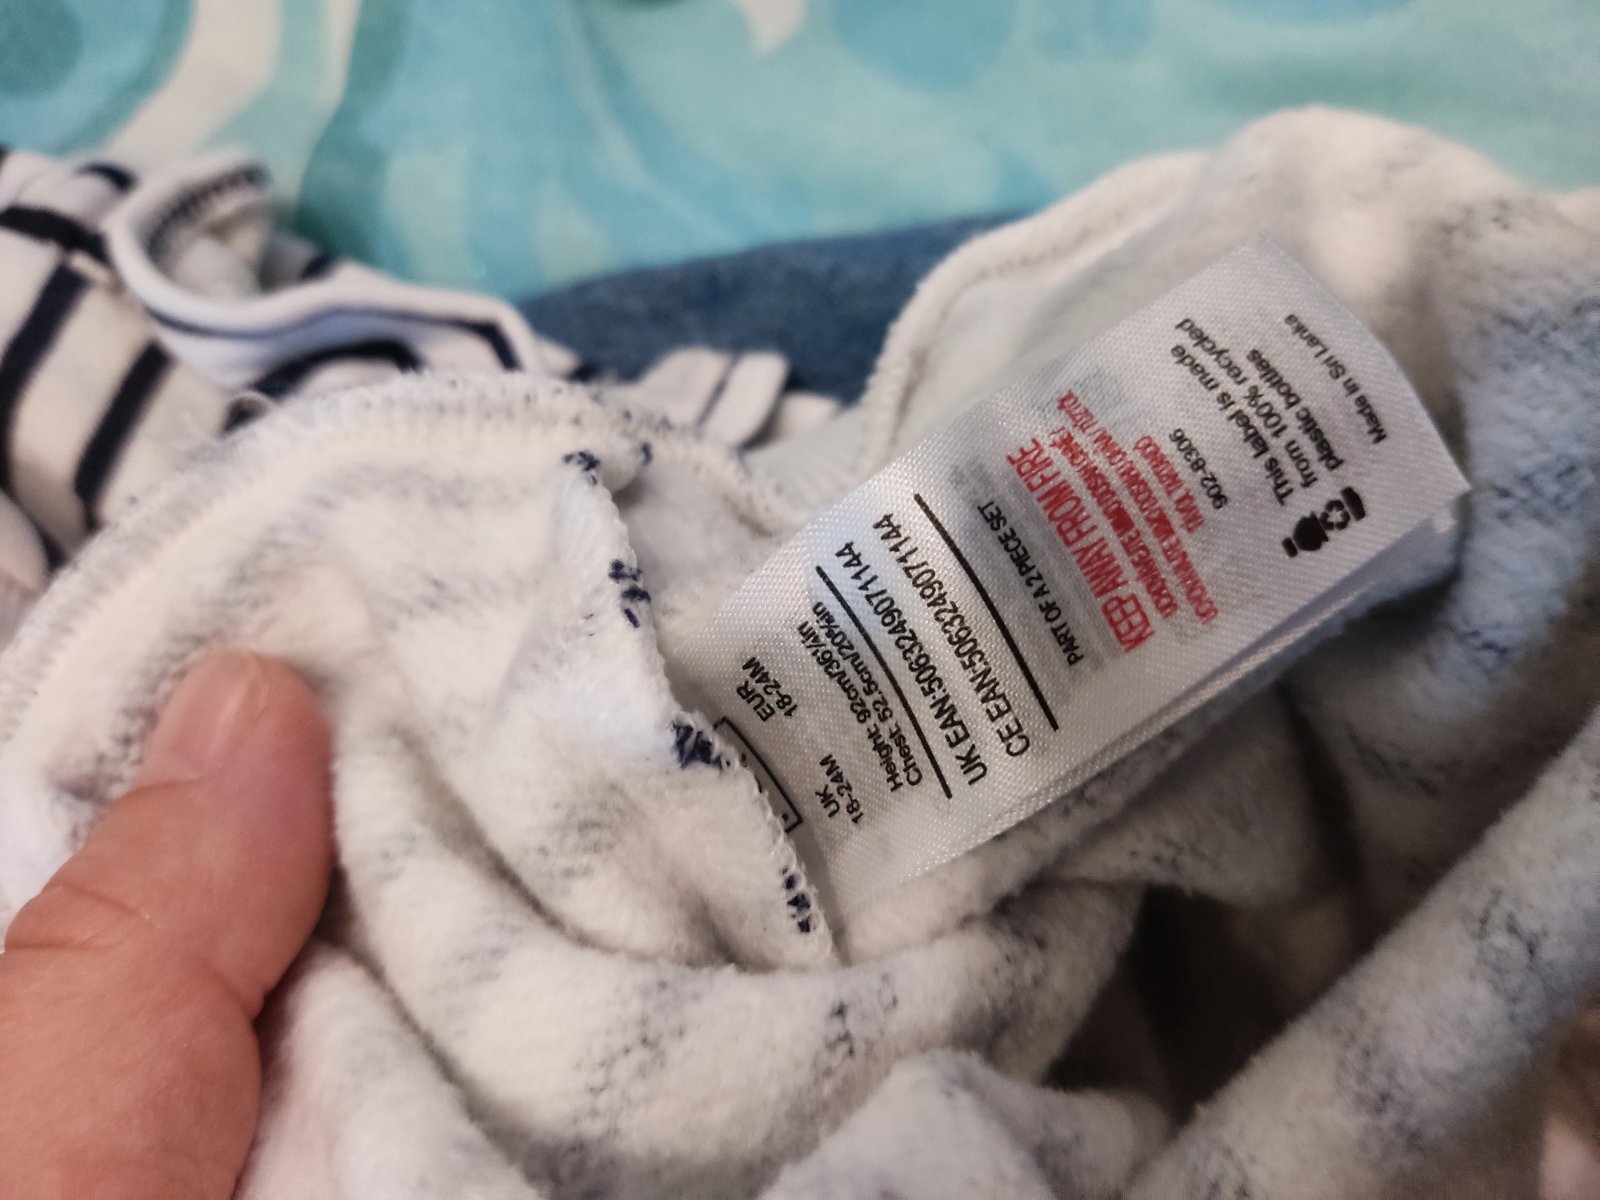 UK EUR
18-24M 18-24M
Height: 92cm/36¼in
Chest: 52.5cm/20¾in
UK EAN:5063249071144
CE EAN:5063249071144
PART OF A 2 PIECE SET
KEEP AWAY FROM FIRE
902-8306
This label is made
from 100% recycled
plastic bottles
Made in Sri Lanka